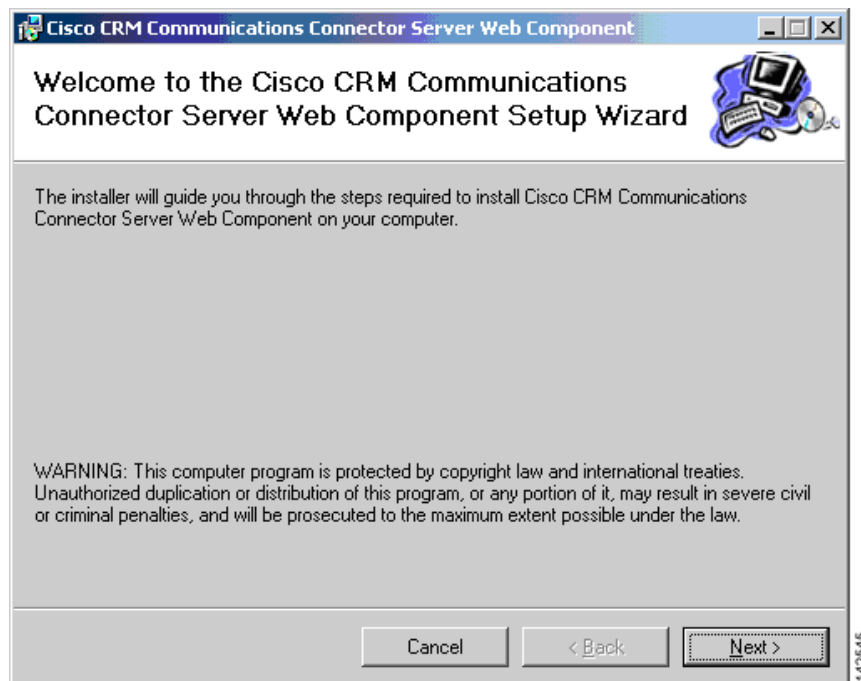 Cisco CRM Communications Connector Server Web Component
Welcome to the Cisco CRM Communications
Connector Server Web Component Setup Wizard
The installer will guide you through the steps required to install Cisco CRM Communications
Connector Server Web Component on your computer.
WARNING: This computer program is protected by copyright law and international treaties.
Unauthorized duplication or distribution of this program, or any portion of it, may result in severe civil
or criminal penalties, and will be prosecuted to the maximum extent possible under the law.
Cancel
< Back
Next >